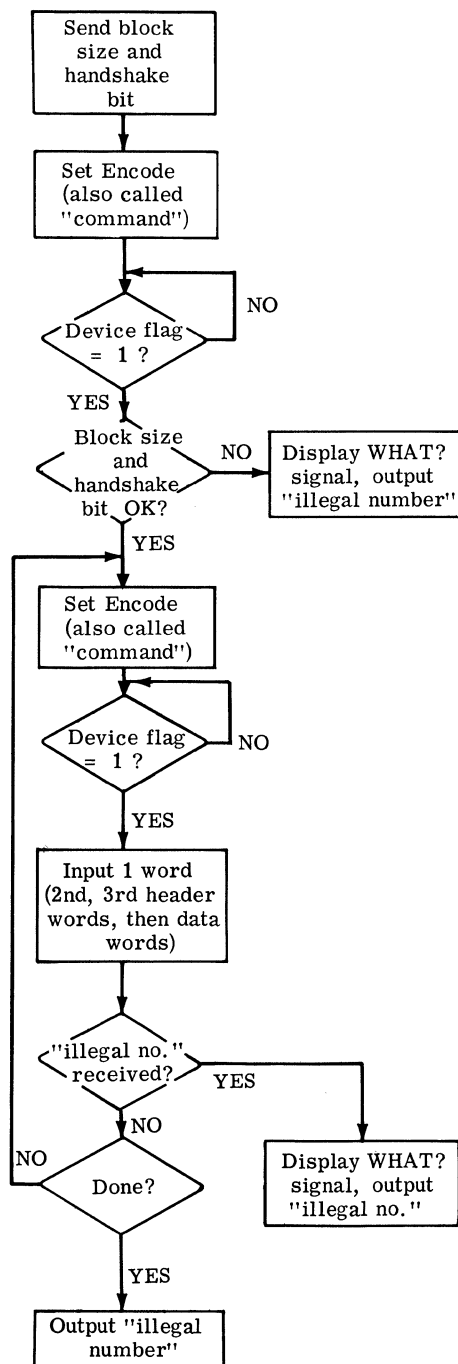 Send block
size and
handshake
bit
Set Encode
(also called
"command")
NO
Device flag
= 1 ?
YES
Block size
and
handshake
bit OK?
NO
Display WHAT?
signal, output
"illegal number"
YES
Set Encode
(also called
"command")
Device flag
= 1 ?
NO
YES
Input 1 word
(2nd, 3rd header
words, then data
words)
"illegal no."
received?
YES
NO
NO
Display WHAT?
signal, output
"illegal no."
Done?
YES
Output "illegal
number"